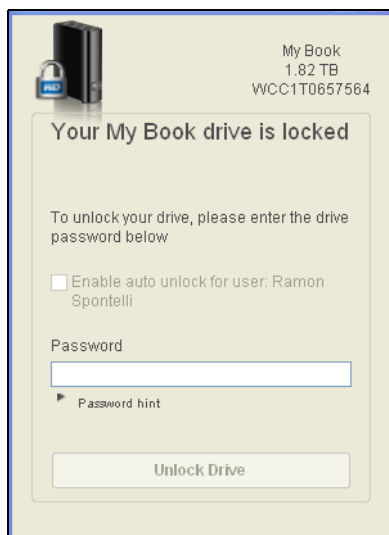 My Book
1.82 TB
WCC1T0657564
WD
Your My Book drive is locked
To unlock your drive, please enter the drive
password below
Enable auto unlock for user: Ramon
Spontelli
Password
Password hint
Unlock Drive